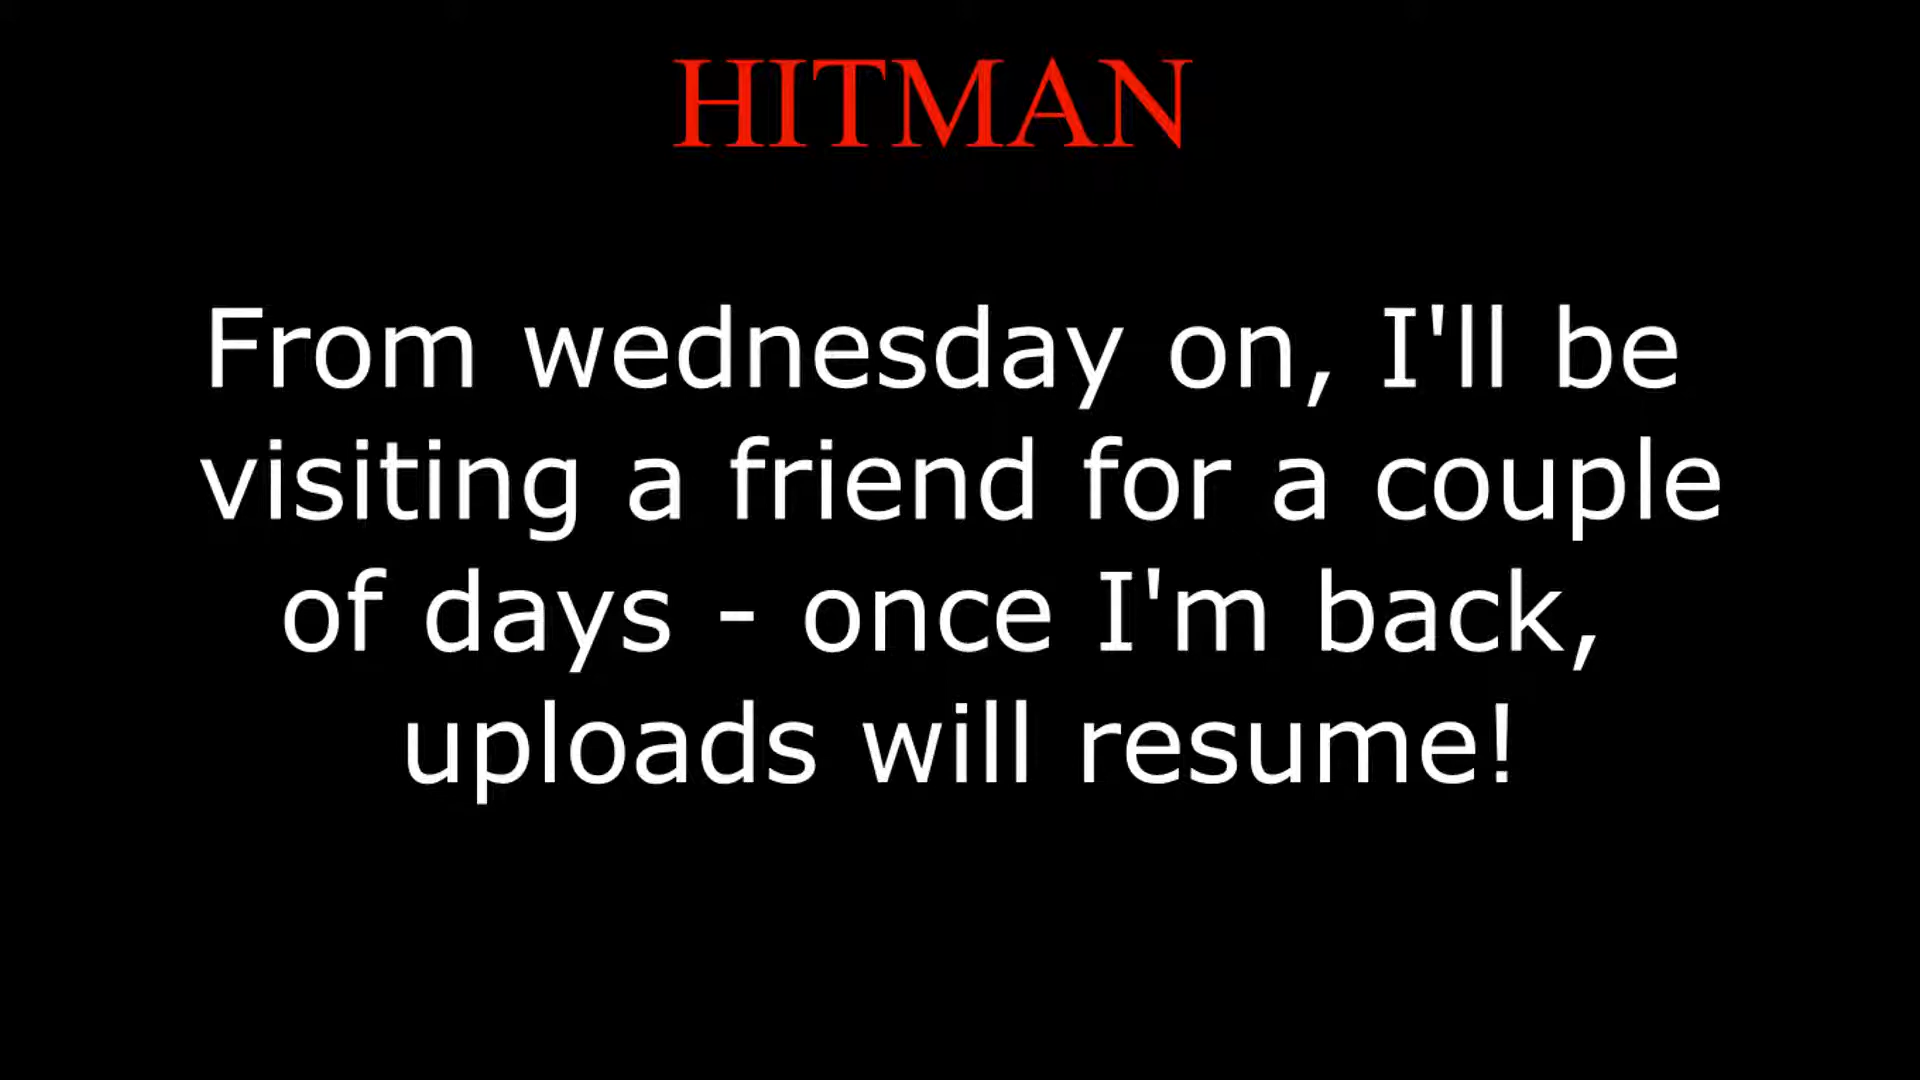 HITMAN
From wednesday on, I'll be
visiting a friend for a couple
of days - once I'm back,
uploads will resume!